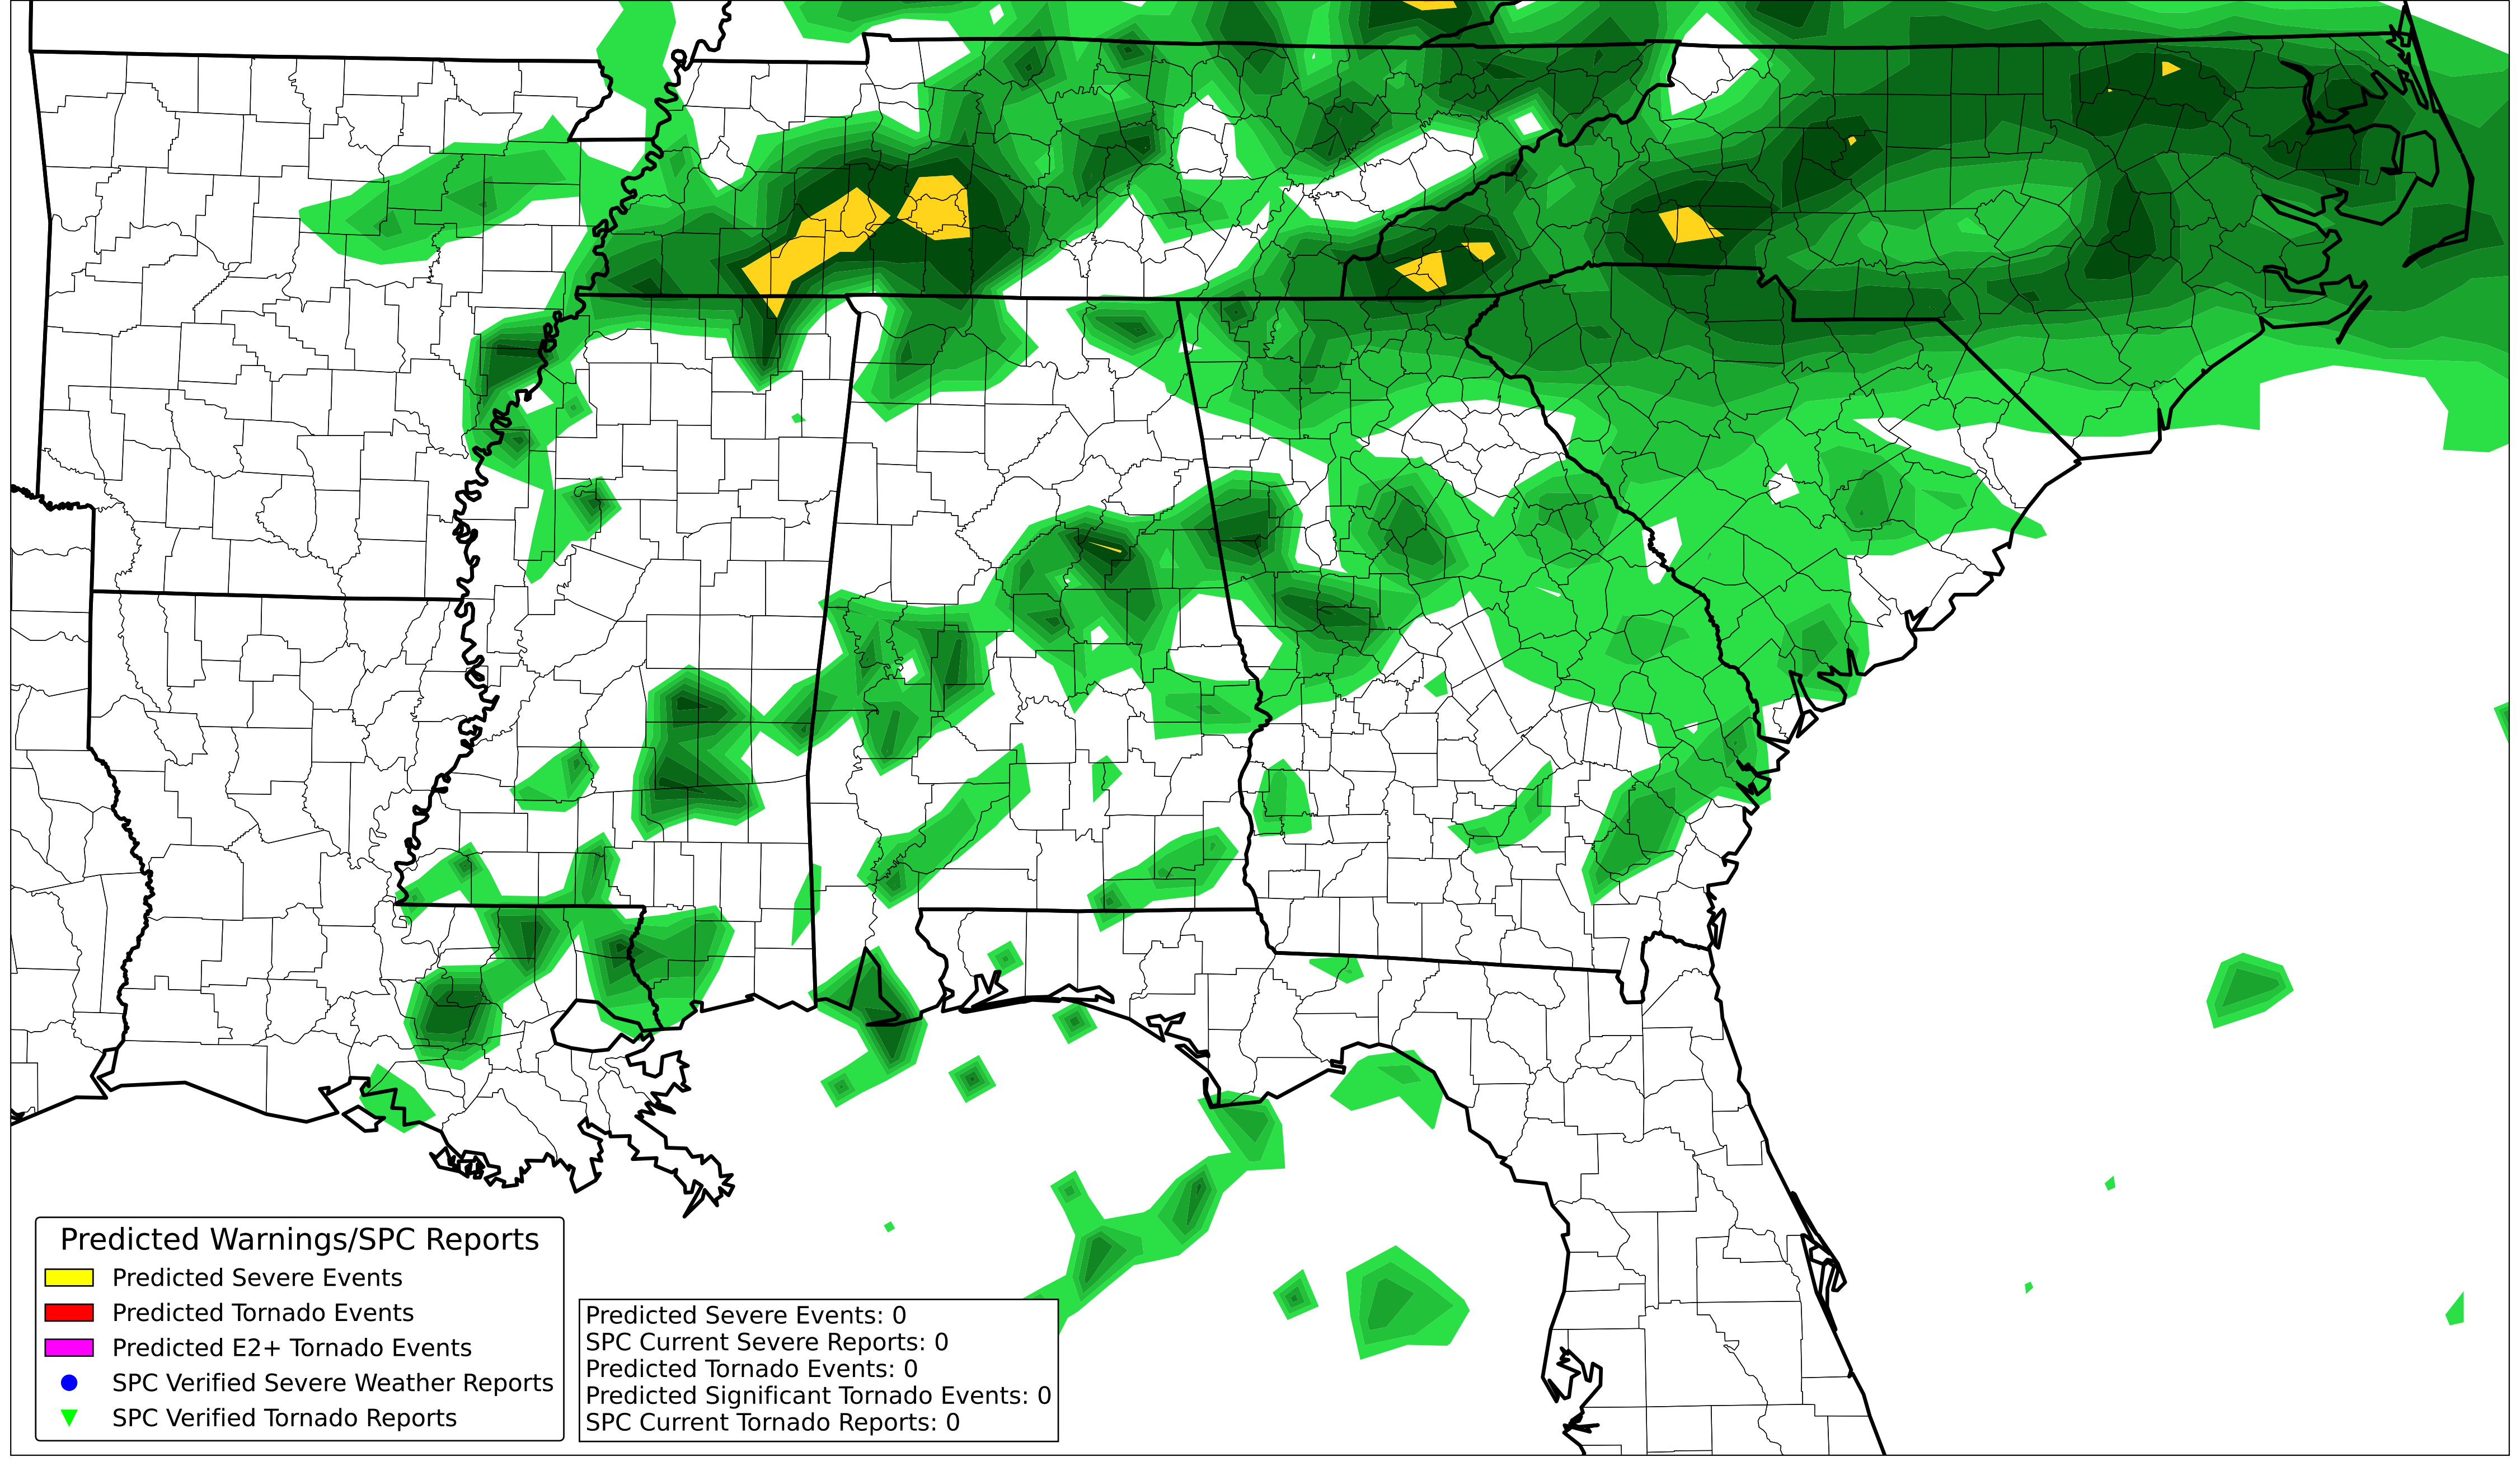 Predicted Warnings/SPC Reports
Predicted Severe Events
Predicted Tornado Events
Predicted E2+ Tornado Events
SPC Verified Severe Weather Reports
SPC Verified Tornado Reports
Predicted Severe Events: 0
SPC Current Severe Reports: 0
Predicted Tornado Events: 0
Predicted Significant Tornado Events: 0
SPC Current Tornado Reports: 0